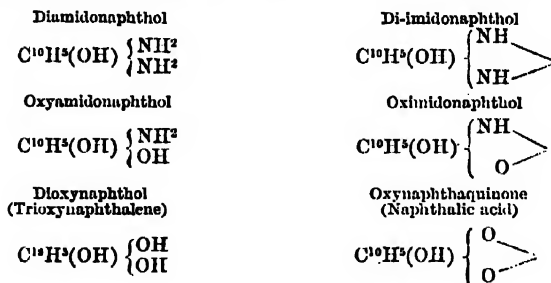 Diamidonaphthol
C¹⁰H⁵(OH) { NH² NH²
Di-imidonaphthol
C¹⁰H⁵(OH) { NH NH
Oxyamidonaphthol
C¹⁰H⁵(OH) { NH² OH
Oximidonaphthol
C¹⁰H⁵(OH) { NH O
Dioxynaphthol
(Trioxynaphthalene)
C¹⁰H⁵(OH) { OH OH
Oxynaphthaquinone
(Naphthalic acid)
C¹⁰H⁵(OH) { O O